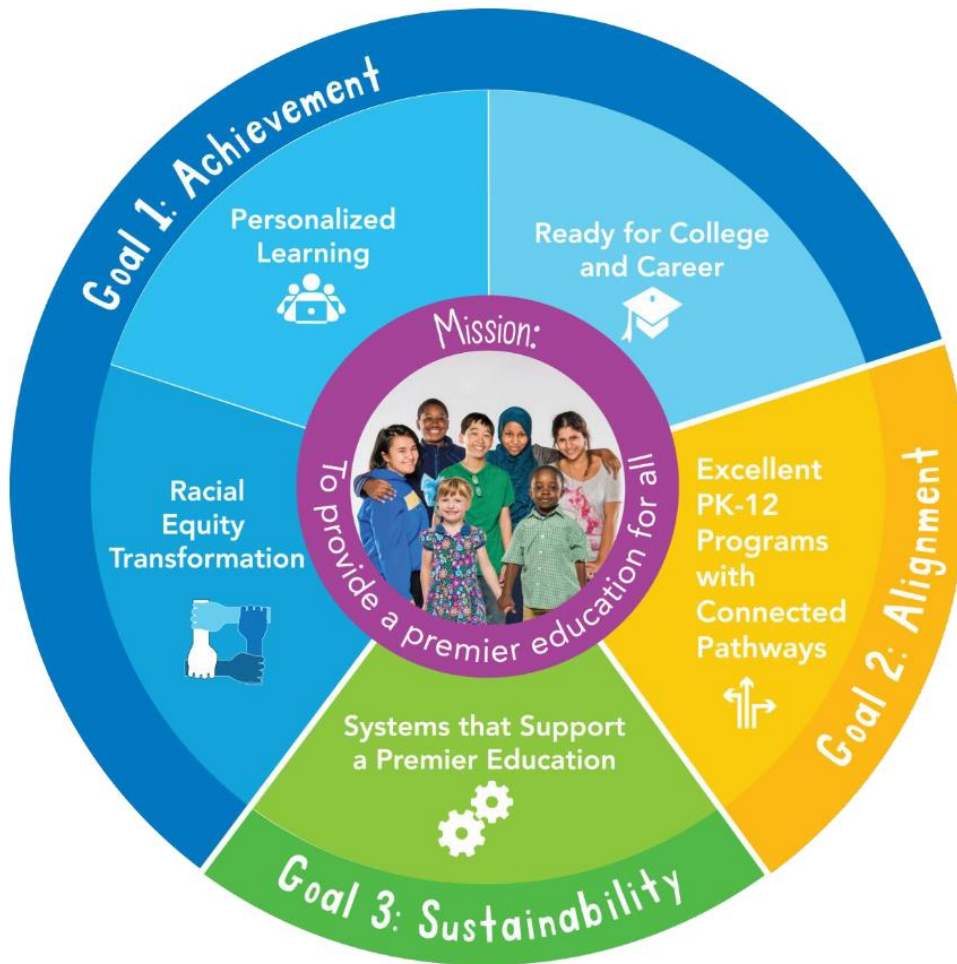 Goal 1: Achievement
Personalized
Learning
Ready for College
and Career
Mission:
To provide a premier education for all
Racial
Equity
Transformation
Excellent
PK-12
Programs
with
Connected
Pathways
Goal 2: Alignment
Systems that Support
a Premier Education
Goal 3: Sustainability